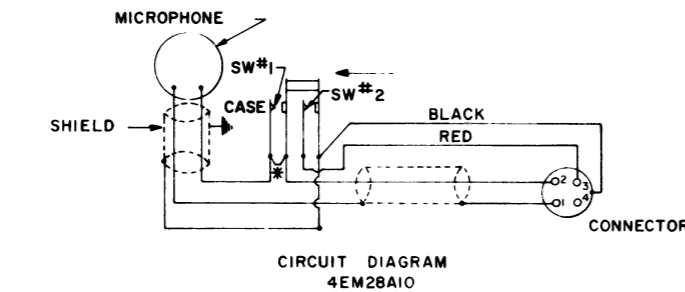 MICROPHONE
SW#1
SW#2
CASE
SHIELD
BLACK
RED
*
2
3
1
4
CONNECTOR
CIRCUIT DIAGRAM
4EM28A10